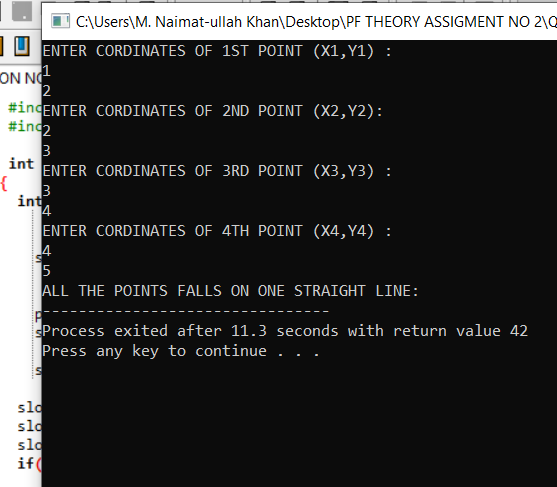 C:\Users\M. Naimat-ullah Khan\Desktop\PF THEORY ASSIGMENT NO 2\Q
ENTER CORDINATES OF 1ST POINT (X1,Y1) :
1
2
ENTER CORDINATES OF 2ND POINT (X2,Y2):
2
3
ENTER CORDINATES OF 3RD POINT (X3,Y3) :
3
4
ENTER CORDINATES OF 4TH POINT (X4,Y4) :
4
5
ALL THE POINTS FALLS ON ONE STRAIGHT LINE:
--------------------------------
Process exited after 11.3 seconds with return value 42
Press any key to continue . . .
ON NO
#inc
#inc
int
{
int
s
p
s
s
slo
slo
slo
if(